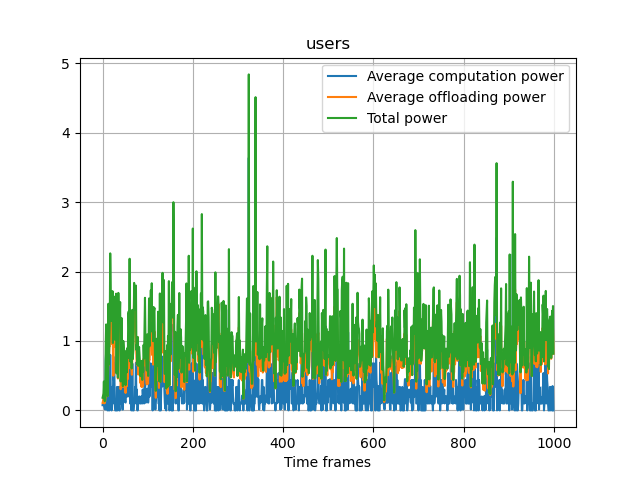 users
5
4
3
2
1
0
Average computation power
Average offloading power
Total power
0
200
400
600
800
1000
Time frames